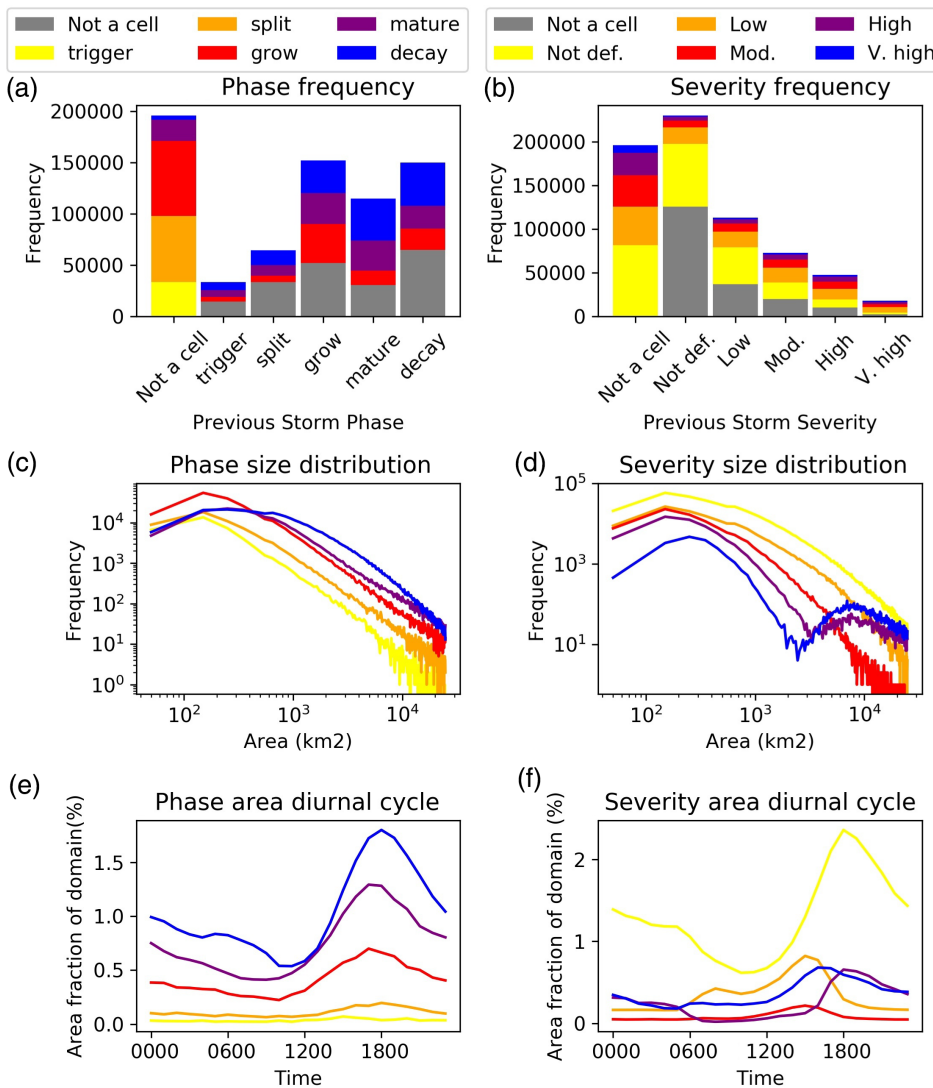 Not a cell split mature
trigger grow decay
Not a cell Low High
Not def. Mod. V. high
(a) Phase frequency
200000
150000
100000
50000
0
Frequency
Not a cell trigger split grow mature decay
Previous Storm Phase
(b) Severity frequency
200000
150000
100000
50000
0
Frequency
Not a cell Not def. Low Mod. High V. high
Previous Storm Severity
(c) Phase size distribution
10^4
10^3
10^2
10^1
10^0
Frequency
10^2 10^3 10^4
Area (km2)
(d) Severity size distribution
10^5
10^3
10^1
Frequency
10^2 10^3 10^4
Area (km2)
(e) Phase area diurnal cycle
1.5
1.0
0.5
0.0
Area fraction of domain(%)
0000 0600 1200 1800
Time
(f) Severity area diurnal cycle
2
1
0
Area fraction of domain (%)
0000 0600 1200 1800
Time